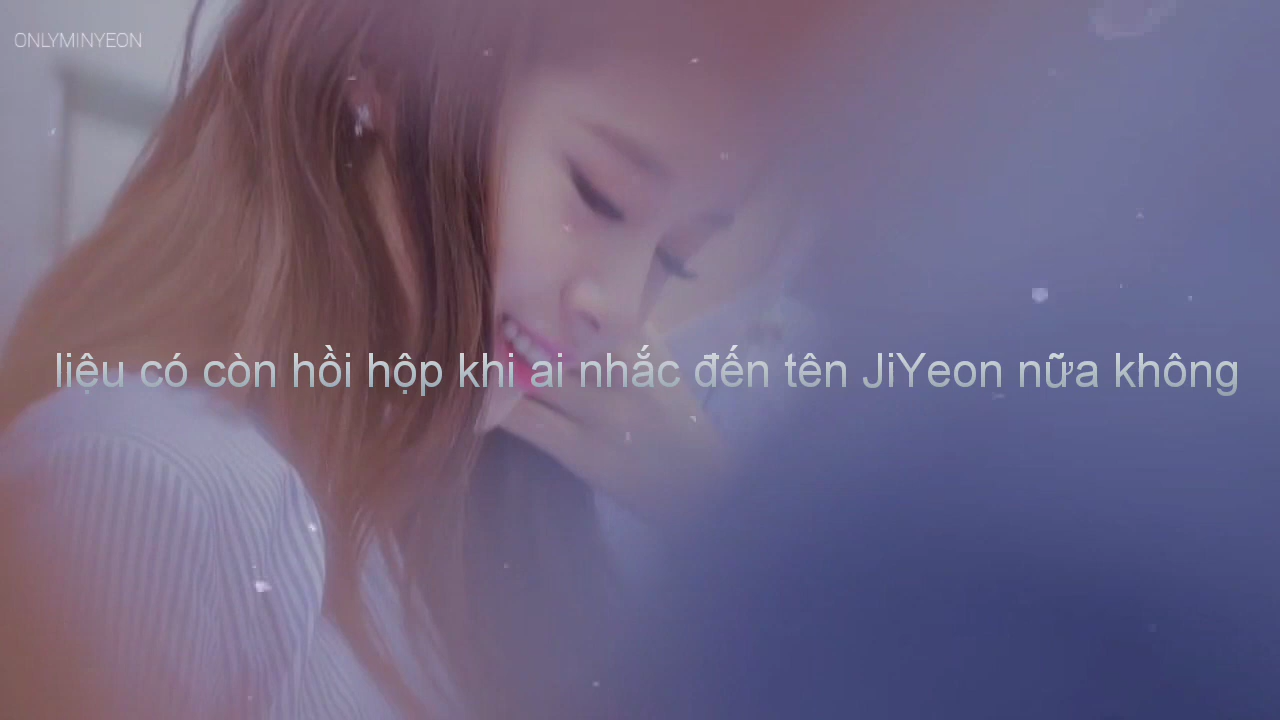 ONLYMINYEON
liệu có còn hồi hộp khi ai nhắc đến tên JiYeon nữa không